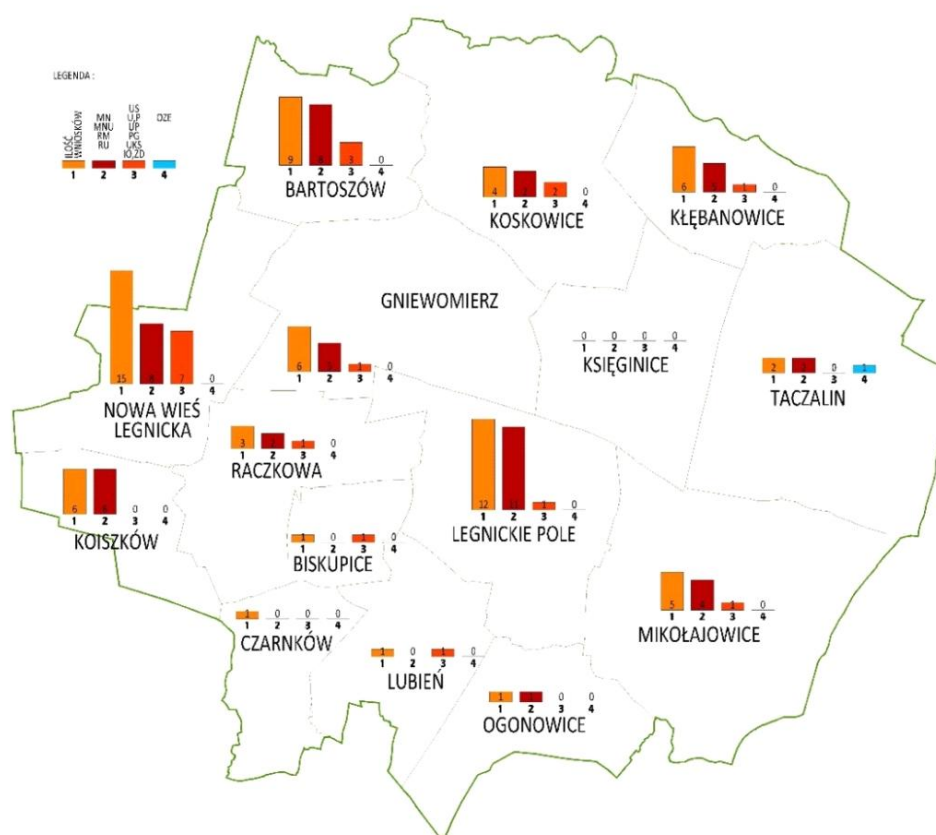 LEGENDA :
ILOŚĆ WNIOSKÓW
MN
MNU
RM
RU
US
U,P
UP
PG
UKS
IO,ZD
OZE
1 2 3 4
9 8 3 0
1 2 3 4
BARTOSZÓW
4 2 0
1 2 3 4
KOSKOWICE
6 1 0
1 2 3 4
KŁĘBANOWICE
GNIEWOMIERZ
6 1 0
1 2 3 4
0 0 0 0
1 2 3 4
KSIĘGINICE
2 0 1
1 2 3 4
TACZALIN
15 8 7 0
1 2 3 4
NOWA WIEŚ
LEGNICKA
3 2 1 0
1 2 3 4
RACZKOWA
12 11 1 0
1 2 3 4
LEGNICKIE POLE
6 6 0 0
1 2 3 4
KOISZKÓW
1 0 1 0
1 2 3 4
BISKUPICE
5 4 1 0
1 2 3 4
MIKOŁAJOWICE
1 0 0 0
1 2 3 4
CZARNKÓW
1 0 1 0
1 2 3 4
LUBIEŃ
1 1 0 0
1 2 3 4
OGONOWICE